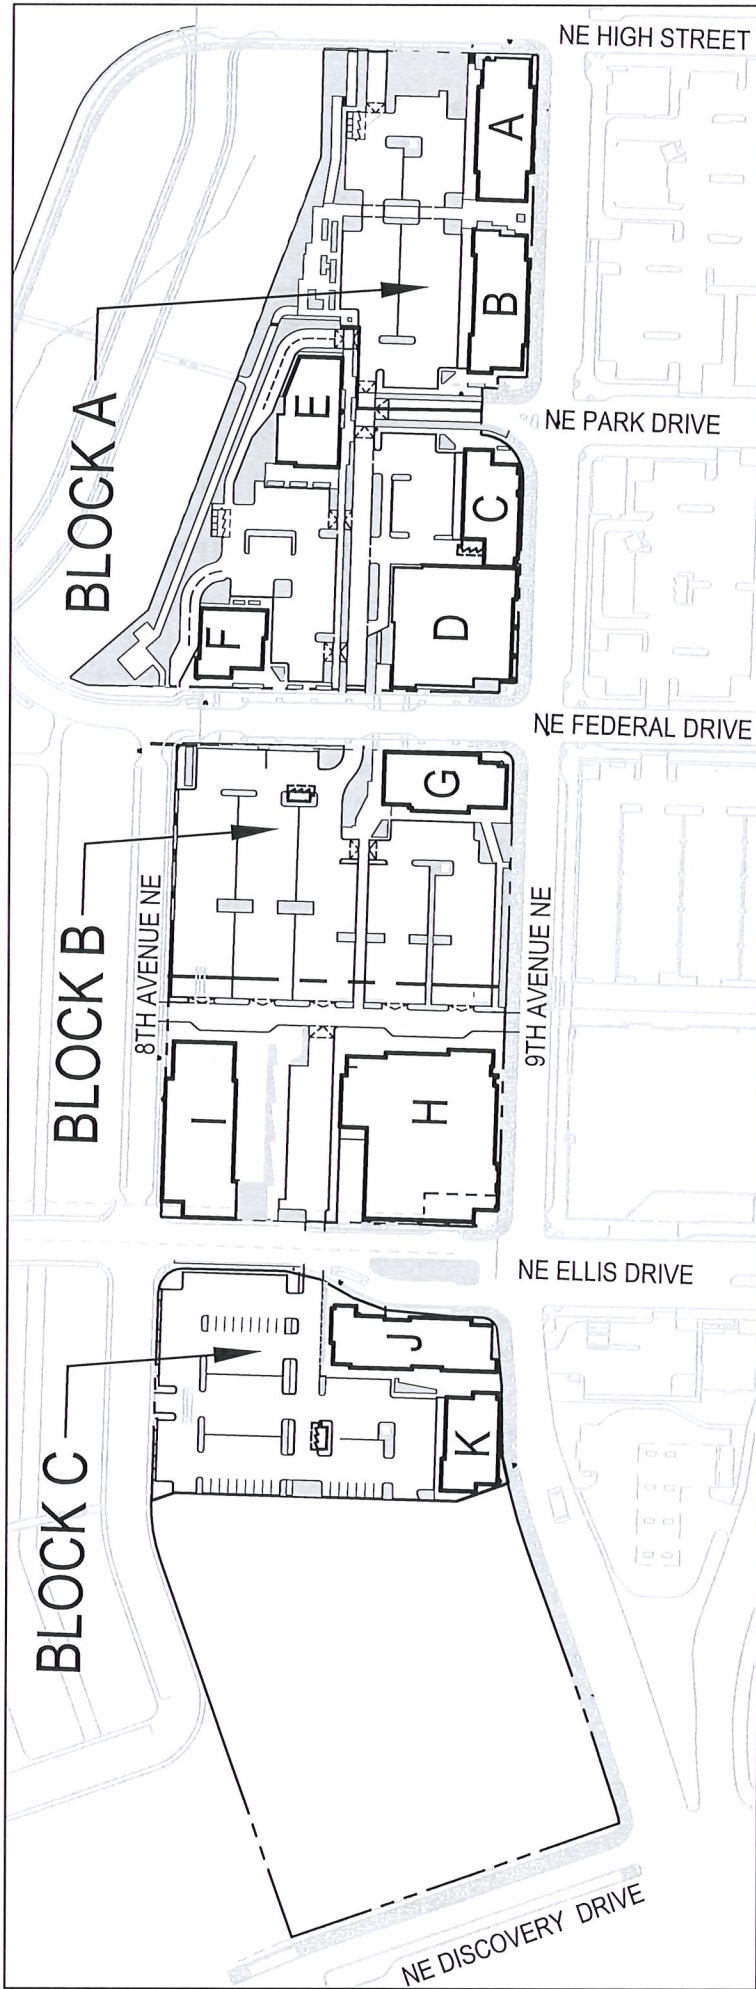 NE HIGH STREET
A
B
BLOCK A
E
NE PARK DRIVE
C
F
D
NE FEDERAL DRIVE
G
BLOCK B
8TH AVENUE NE
9TH AVENUE NE
I
H
NE ELLIS DRIVE
J
BLOCK C
K
NE DISCOVERY DRIVE